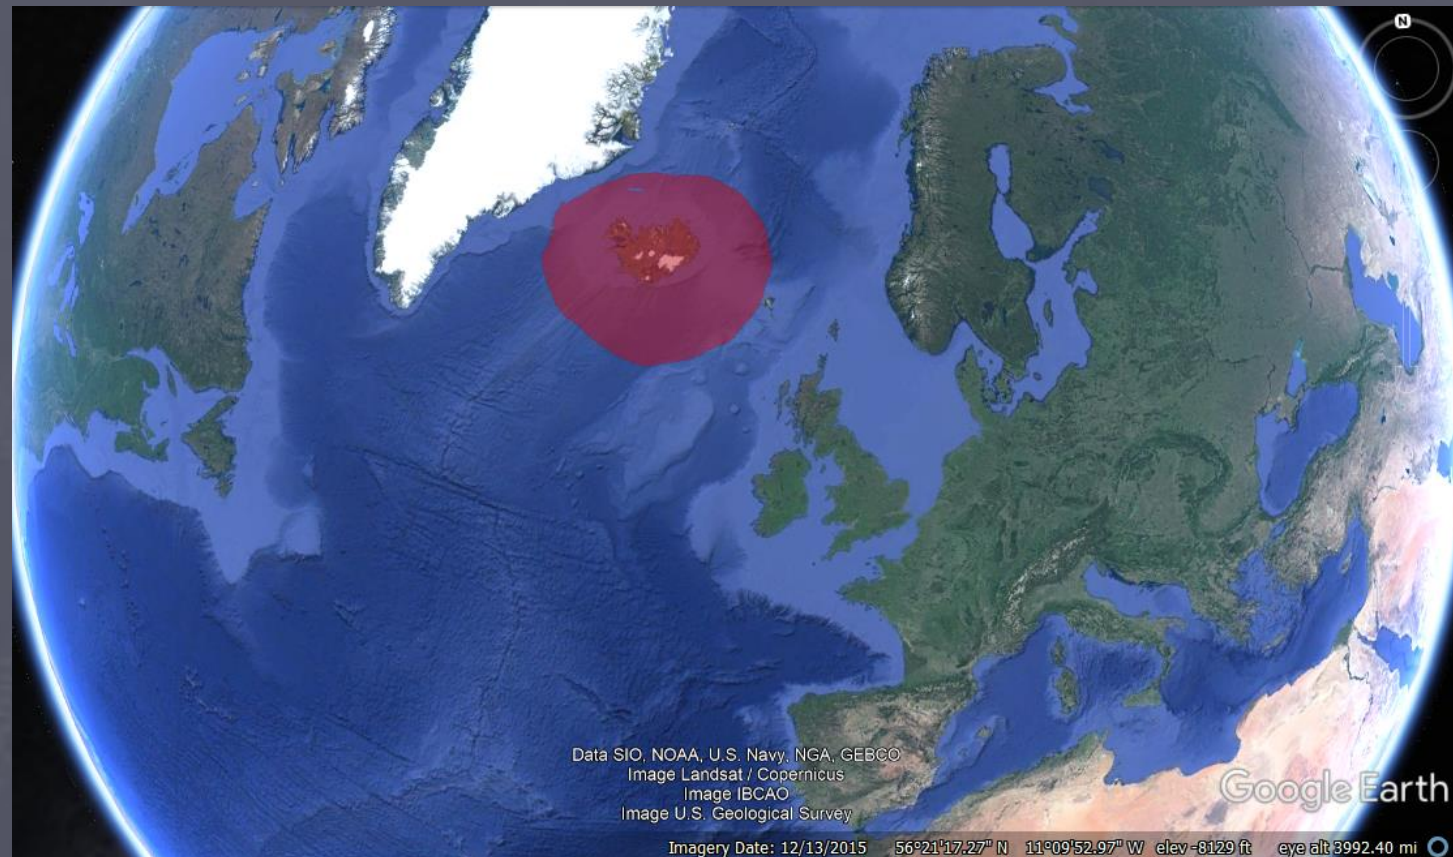 N
Data SIO, NOAA, U.S. Navy, NGA, GEBCO
Image Landsat / Copernicus
Image IBCAO
Image U.S. Geological Survey
Google Earth
Imagery Date: 12/13/2015 56°21'17.27" N 11°09'52.97" W elev -8129 ft eye alt 3992.40 mi